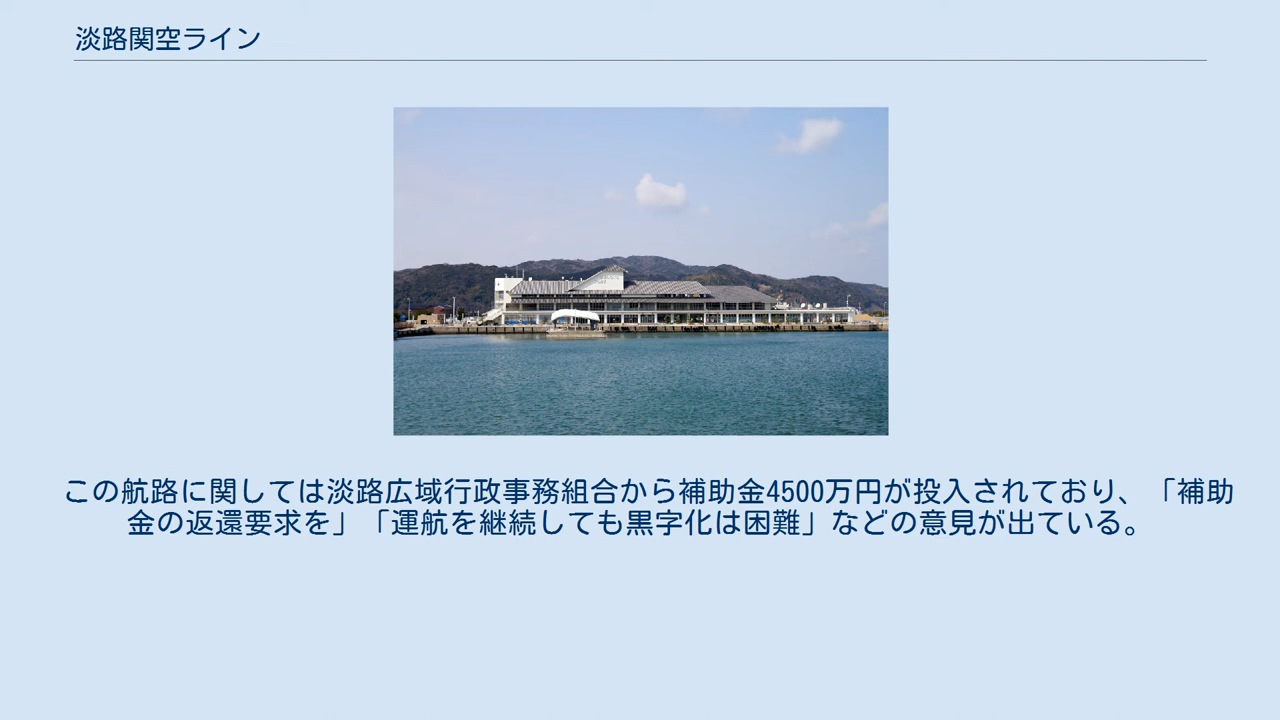 淡路関空ライン
この航路に関しては淡路広域行政事務組合から補助金4500万円が投入されており、「補助
金の返還要求を」「運航を継続しても黒字化は困難」などの意見が出ている。